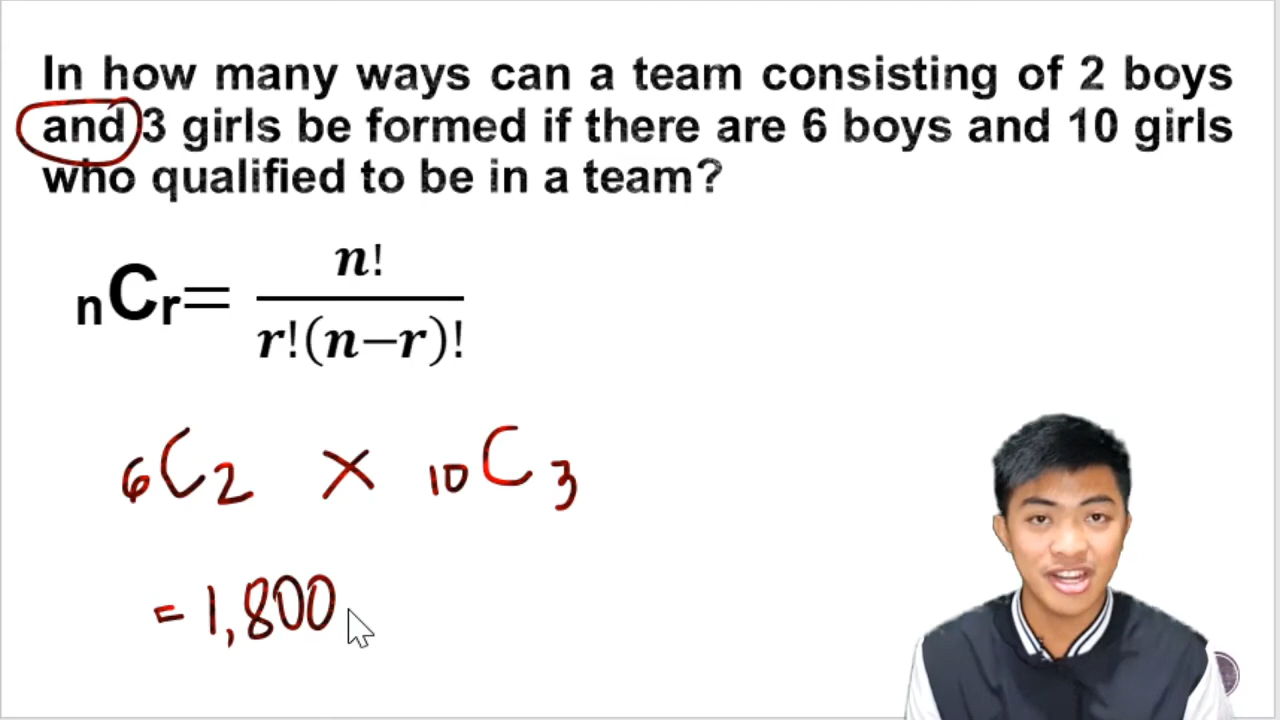 In how many ways can a team consisting of 2 boys
and 3 girls be formed if there are 6 boys and 10 girls
who qualified to be in a team?
nCr= n!/r!(n−r)!
6C2 × 10C3
= 1,800